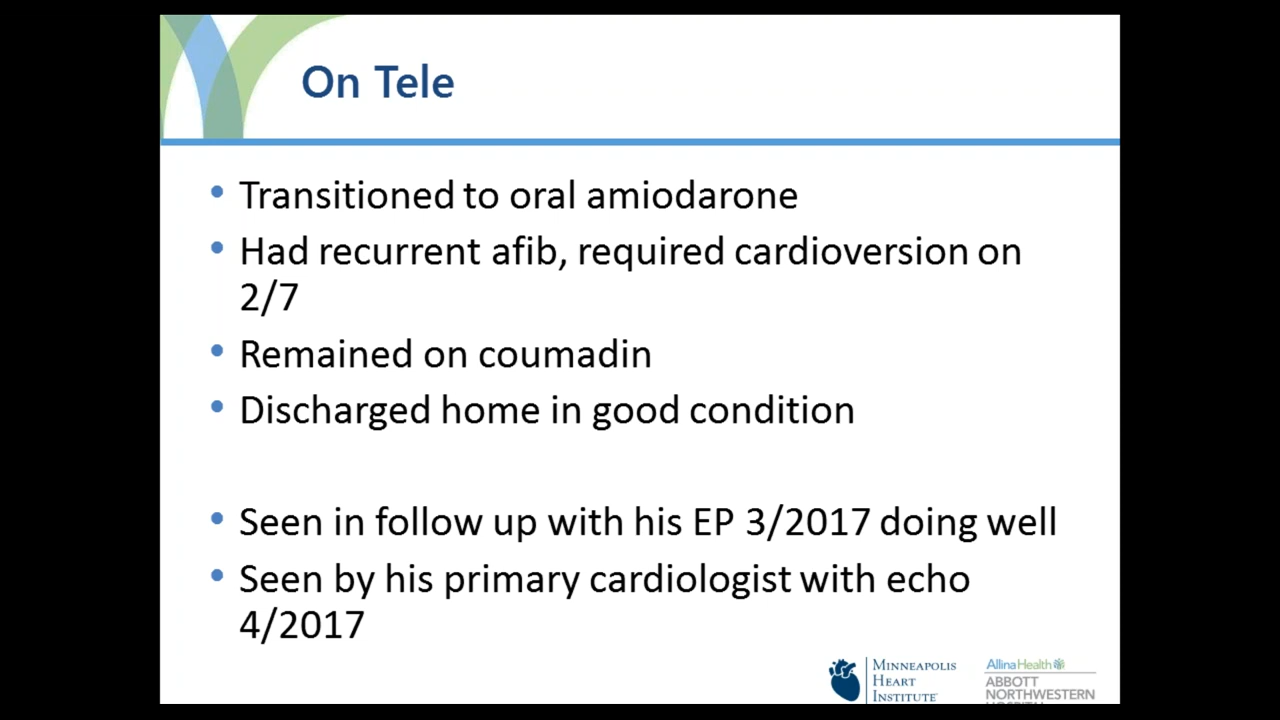 On Tele
• Transitioned to oral amiodarone
• Had recurrent afib, required cardioversion on
2/7
• Remained on coumadin
• Discharged home in good condition
• Seen in follow up with his EP 3/2017 doing well
• Seen by his primary cardiologist with echo
4/2017
MINNEAPOLIS
HEART
INSTITUTE
AllinaHealth
ABBOTT
NORTHWESTERN
HOSPITAL